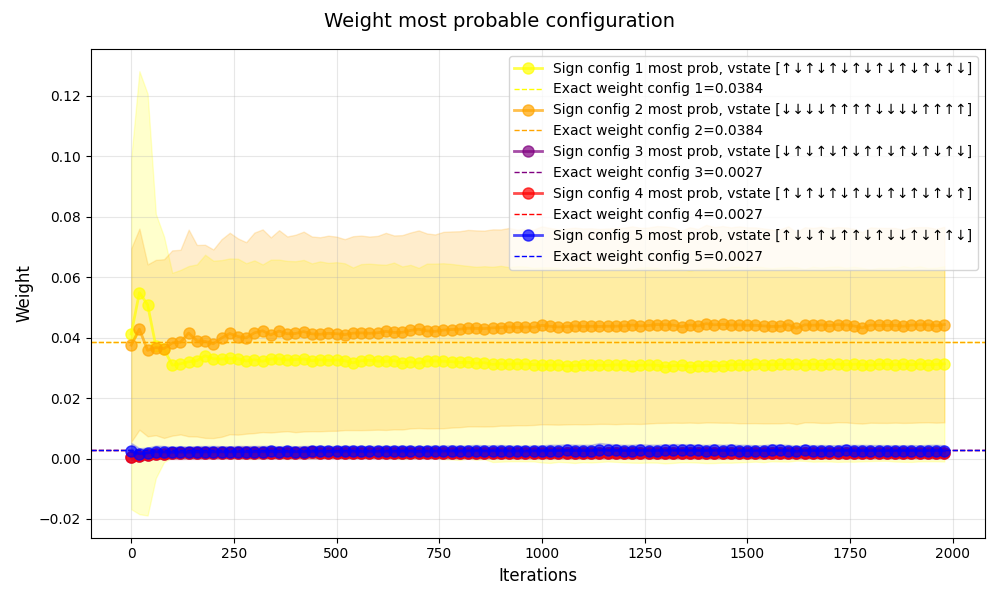 Weight most probable configuration
Sign config 1 most prob, vstate [↑↓↑↓↑↓↑↓↑↓↑↓↑↓↑↓]
Exact weight config 1=0.0384
Sign config 2 most prob, vstate [↓↓↓↓↑↑↑↑↓↓↓↓↑↑↑↑]
Exact weight config 2=0.0384
Sign config 3 most prob, vstate [↓↑↓↑↓↑↓↑↑↓↑↓↑↓↑↓]
Exact weight config 3=0.0027
Sign config 4 most prob, vstate [↑↓↑↓↑↓↑↓↓↑↓↑↓↑↓↑]
Exact weight config 4=0.0027
Sign config 5 most prob, vstate [↑↓↓↑↓↑↑↓↑↓↓↑↓↑↑↓]
Exact weight config 5=0.0027
Weight
0.12
0.10
0.08
0.06
0.04
0.02
0.00
−0.02
0
250
500
750
1000
1250
1500
1750
2000
Iterations